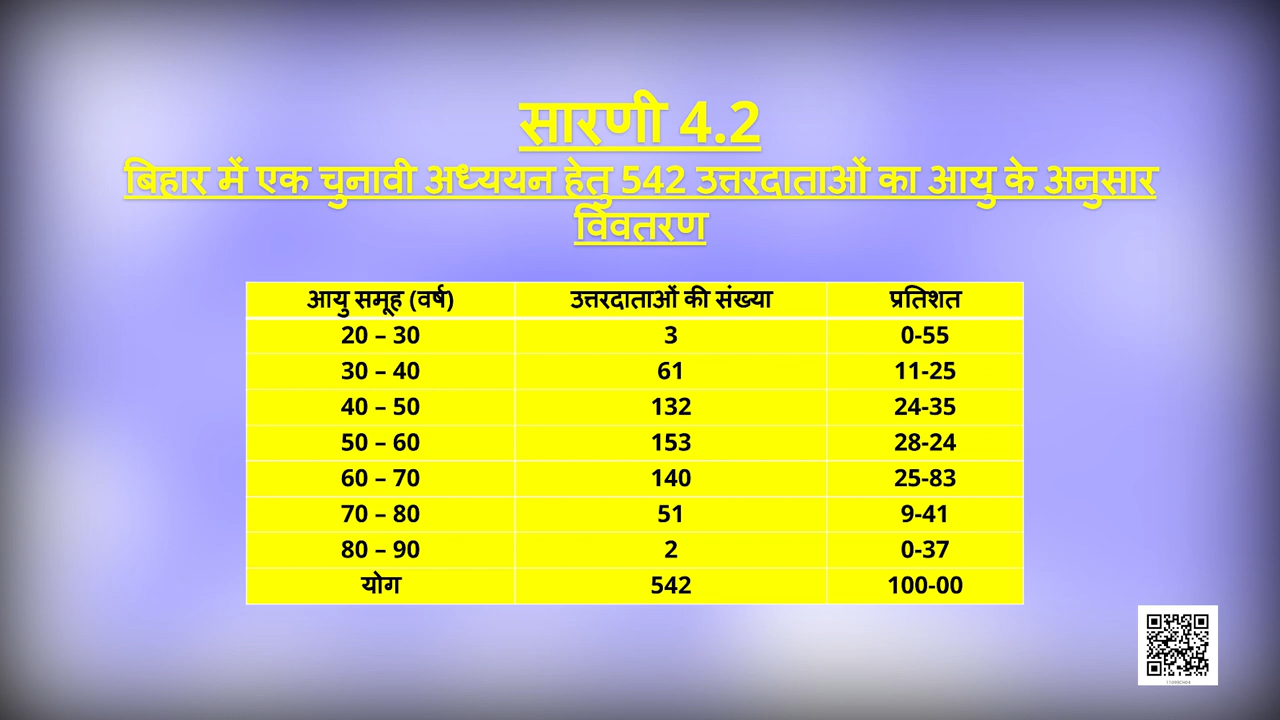 सारणी 4.2
बिहार में एक चुनावी अध्ययन हेतु 542 उत्तरदाताओं का आयु के अनुसार
विवतरण
आयु समूह (वर्ष) उत्तरदाताओं की संख्या प्रतिशत
20 – 30 3 0-55
30 – 40 61 11-25
40 – 50 132 24-35
50 – 60 153 28-24
60 – 70 140 25-83
70 – 80 51 9-41
80 – 90 2 0-37
योग 542 100-00